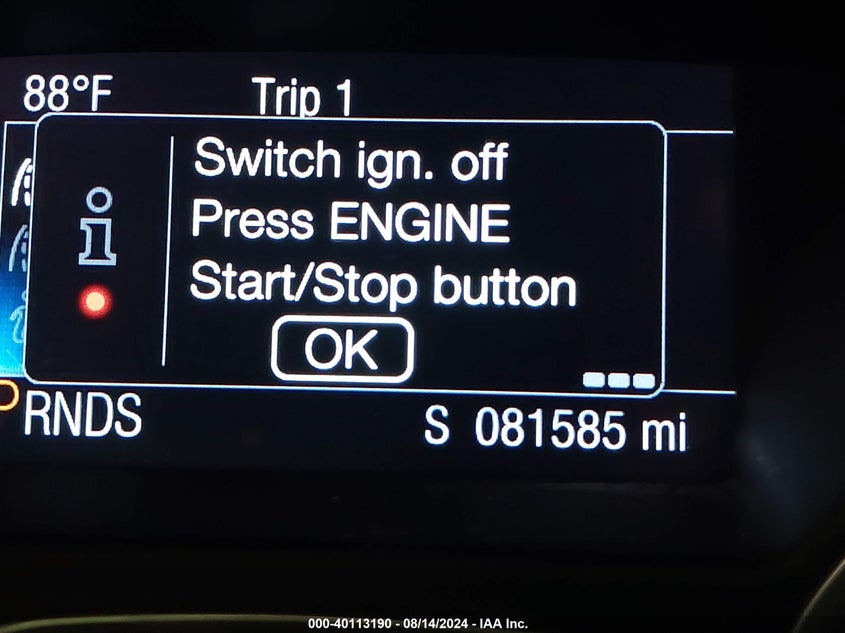 88°F Trip 1
Switch ign. off
Press ENGINE
Start/Stop button
OK
RNDS S 081585 mi
000-40113190 - 08/14/2024 - IAA Inc.